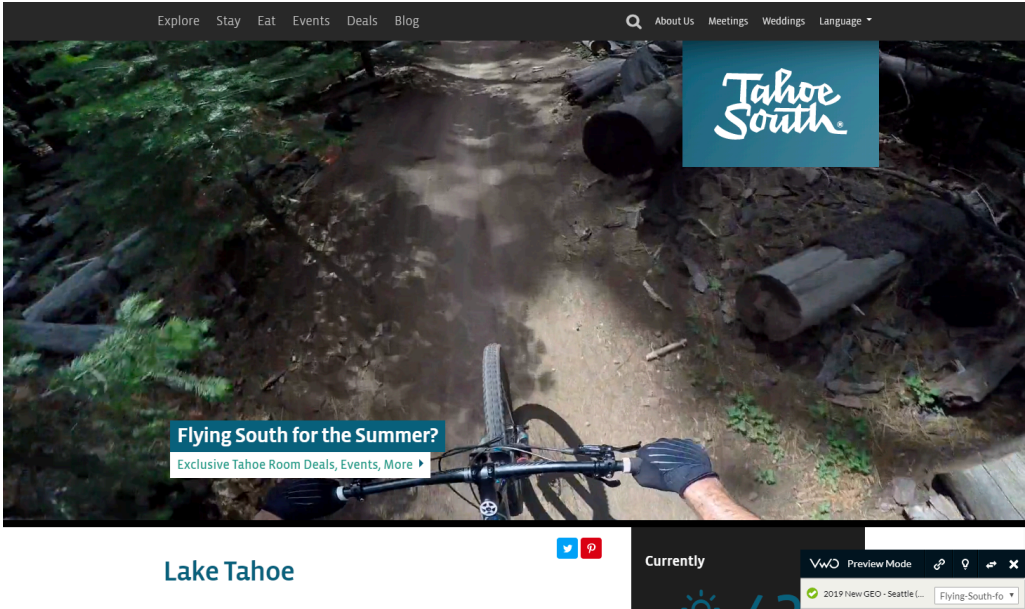 Explore Stay Eat Events Deals Blog
About Us Meetings Weddings Language
Tahoe
South®
Flying South for the Summer?
Exclusive Tahoe Room Deals, Events, More
Lake Tahoe
Currently
VWO Preview Mode
2019 New GEO - Seattle (...
Flying-South-fo